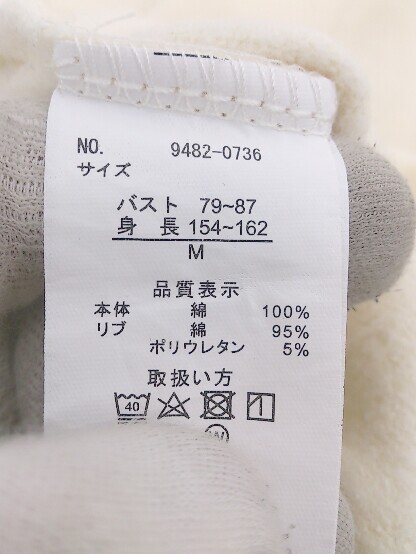 NO. 9482-0736
サイズ
バスト 79~87
身 長 154~162
M
品質表示
本体 綿 100%
リブ 綿 95%
ポリウレタン 5%
取扱い方
40